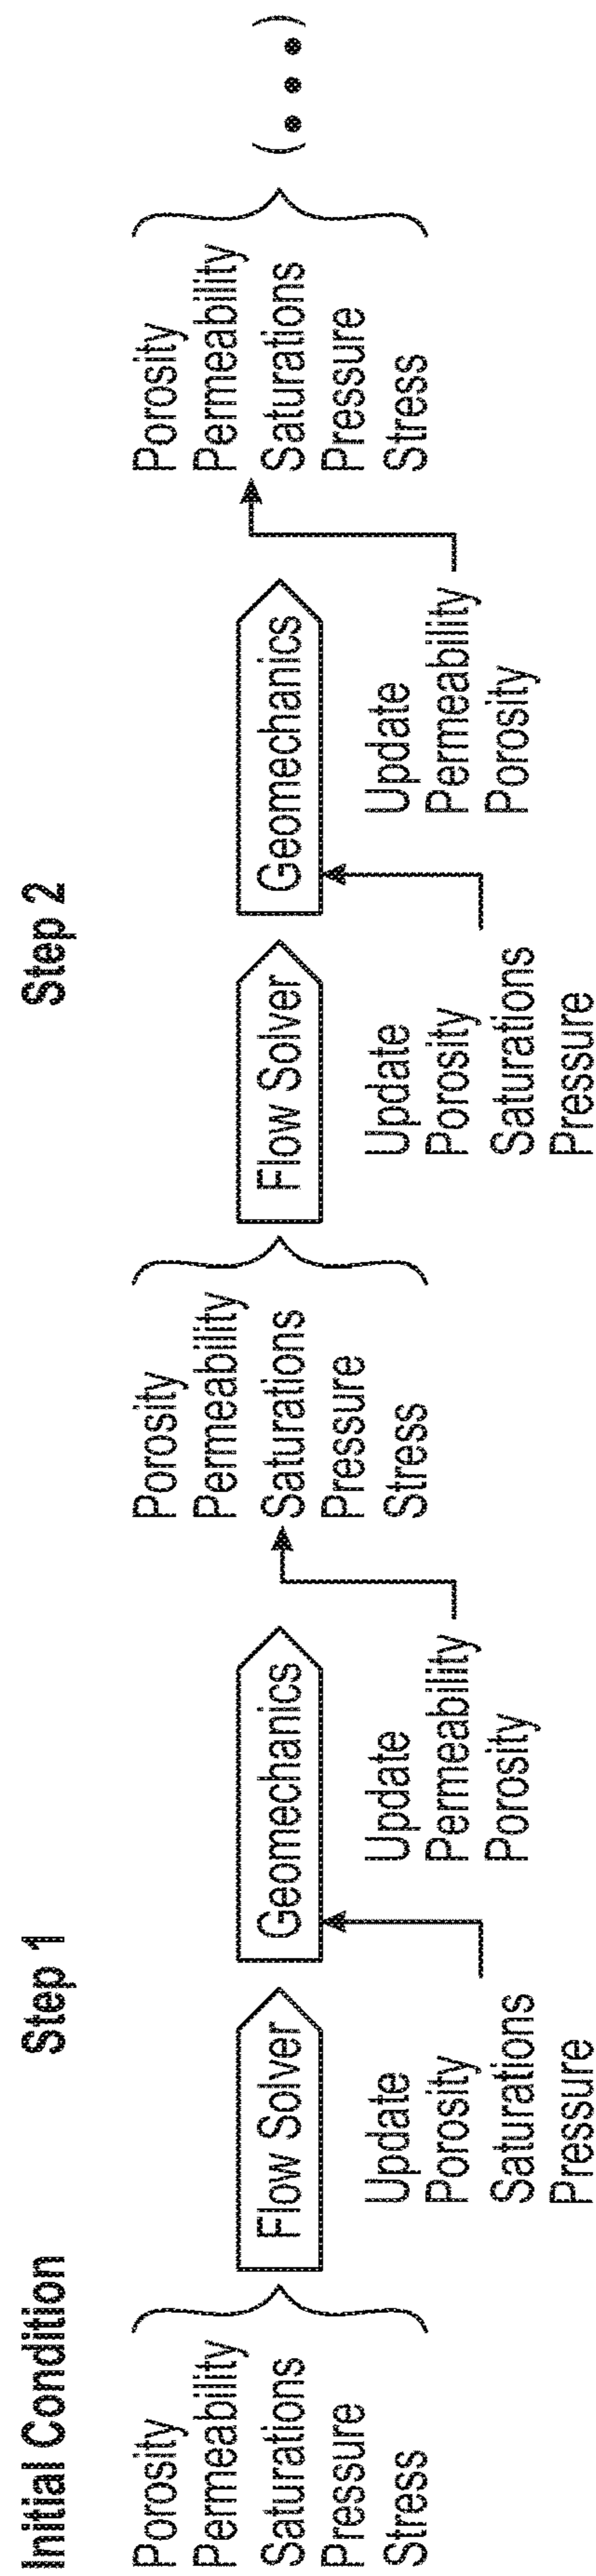 Initial Condition
Step 1
Step 2
Porosity
Permeability
Saturations
Pressure
Stress
Flow Solver
Update
Porosity
Saturations
Pressure
Geomechanics
Update
Permeability
Porosity
Porosity
Permeability
Saturations
Pressure
Stress
Flow Solver
Update
Porosity
Saturations
Pressure
Geomechanics
Update
Permeability
Porosity
Porosity
Permeability
Saturations
Pressure
Stress
(• • •)